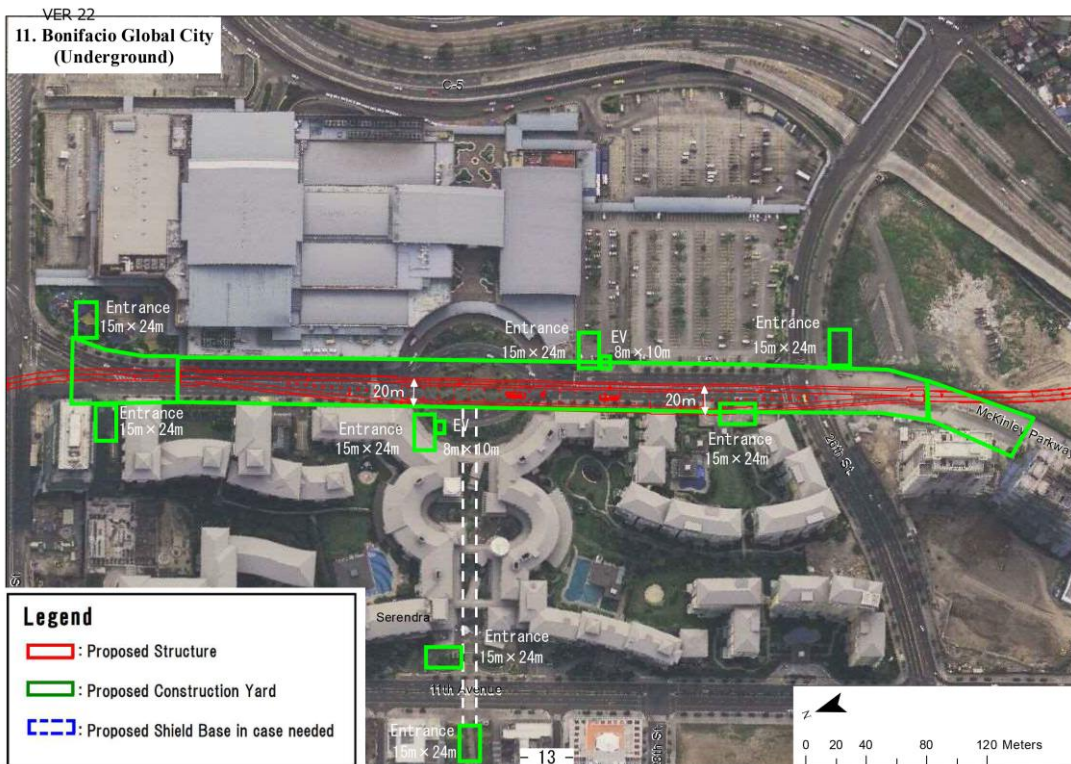 VER 22
11. Bonifacio Global City
(Underground)
C-5
Entrance
15m×24m
Entrance
15m×24m
EV
8m×10m
Entrance
15m×24m
20m
20m
15m×24m
Entrance
15m×24m
EV
8m×10m
Entrance
15m×24m
26th St
McKinley Parkway
Serendra
Entrance
15m×24m
11th Avenue
Entrance
15m×24m
Legend
: Proposed Structure
: Proposed Construction Yard
: Proposed Shield Base in case needed
- 13 -
N
0 20 40 80 120 Meters